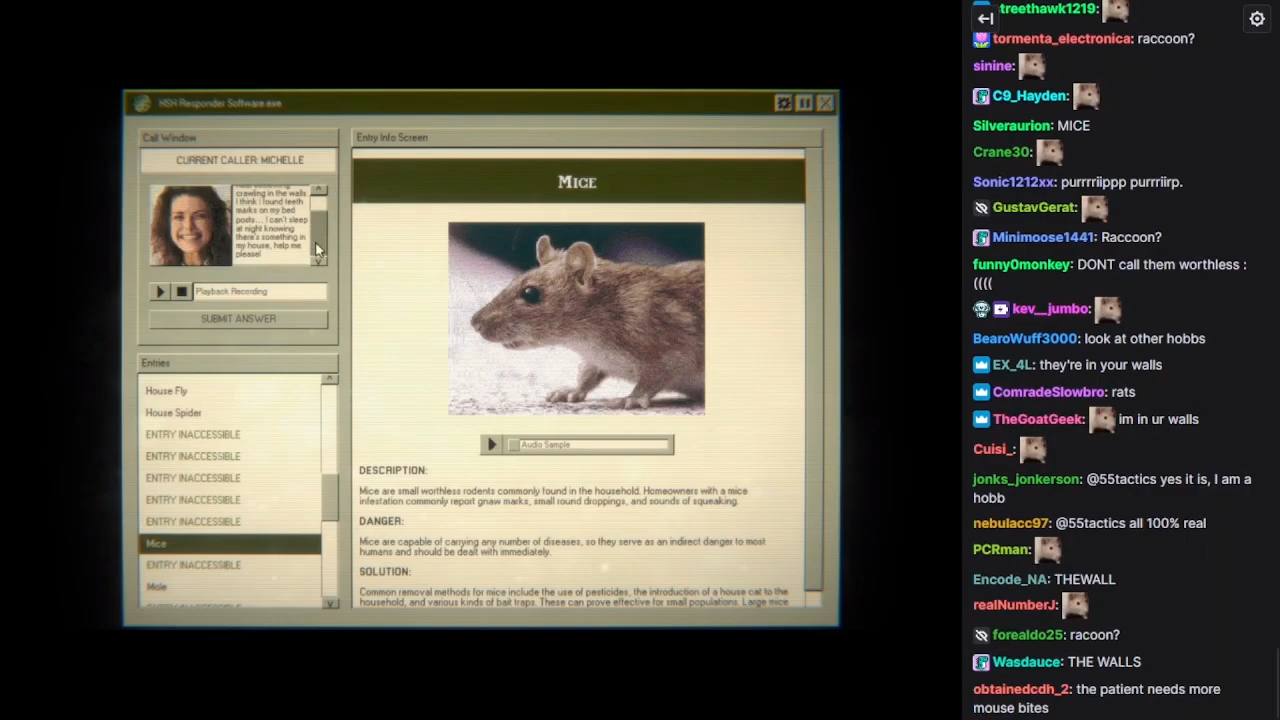 HSH Responder Software.exe
Call Window
CURRENT CALLER: MICHELLE
crawling in the walls
I think I found teeth
marks on my bed
posts... I can't sleep
at night knowing
there's something in
my house, help me
please!
Playback Recording
SUBMIT ANSWER
Entries
House Fly
House Spider
ENTRY INACCESSIBLE
ENTRY INACCESSIBLE
ENTRY INACCESSIBLE
ENTRY INACCESSIBLE
ENTRY INACCESSIBLE
Mice
ENTRY INACCESSIBLE
Mole
Entry Info Screen
MICE
Audio Sample
DESCRIPTION:
Mice are small worthless rodents commonly found in the household. Homeowners with a mice
infestation commonly report gnaw marks, small round droppings, and sounds of squeaking.
DANGER:
Mice are capable of carrying any number of diseases, so they serve as an indirect danger to most
humans and should be dealt with immediately.
SOLUTION:
Common removal methods for mice include the use of pesticides, the introduction of a house cat to the
household, and various kinds of bait traps. These can prove effective for small populations. Large mice
treethawk1219:
tormenta_electronica: raccoon?
sinine:
C9_Hayden:
Silveraurion: MICE
Crane30:
Sonic1212xx: purrrriippp purrriirp.
GustavGerat:
Minimoose1441: Raccoon?
funny0monkey: DONT call them worthless :
((((
kev__jumbo:
BearoWuff3000: look at other hobbs
EX_4L: they're in your walls
ComradeSlowbro: rats
TheGoatGeek: im in ur walls
Cuisi_:
jonks_jonkerson: @55tactics yes it is, I am a
hobb
nebulacc97: @55tactics all 100% real
PCRman:
Encode_NA: THEWALL
realNumberJ:
forealdo25: racoon?
Wasdauce: THE WALLS
obtainedcdh_2: the patient needs more
mouse bites